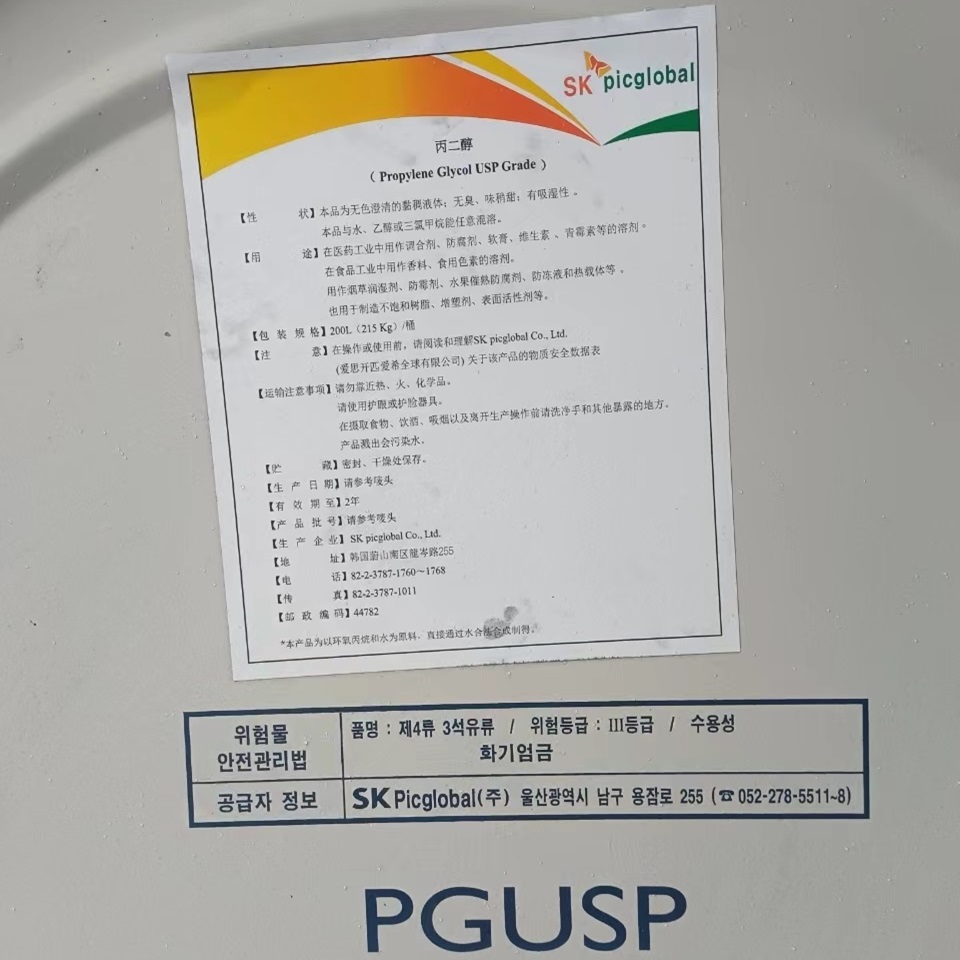 SK picglobal
丙二醇
( Propylene Glycol USP Grade )
【性 状】本品为无色澄清的黏稠液体；无臭、味稍甜；有吸湿性。
本品与水、乙醇或三氯甲烷能任意混溶。
【用 途】在医药工业中用作调合剂、防腐剂、软膏、维生素、青霉素等的溶剂。
在食品工业中用作香料、食用色素的溶剂。
用作烟草润湿剂、防霉剂、水果催熟防腐剂、防冻液和热载体等。
也用于制造不饱和树脂、增塑剂、表面活性剂等。
【包 装 规 格】200L（215 Kg）/桶
【注 意】在操作或使用前，请阅读和理解SK picglobal Co., Ltd.
(爱思开匹爱希全球有限公司) 关于该产品的物质安全数据表
【运输注意事项】请勿靠近热、火、化学品。
请使用护眼或护脸器具。
在摄取食物、饮酒、吸烟以及离开生产操作前请洗净手和其他暴露的地方。
产品溅出会污染水。
【贮 藏】密封、干燥处保存。
【生 产 日 期】请参考唛头
【有 效 期 至】2年
【产 品 批 号】请参考唛头
【生 产 企 业】SK picglobal Co., Ltd.
【地 址】韩国蔚山南区龍岑路255
【电 话】82-2-3787-1760～1768
【传 真】82-2-3787-1011
【邮 政 编 码】44782
*本产品为以环氧丙烷和水为原料、直接通过水合法合成制得。
위험물 안전관리법
품명 : 제4류 3석유류 / 위험등급 : III등급 / 수용성
화기엄금
공급자 정보
SK Picglobal(주) 울산광역시 남구 용잠로 255 (☎ 052-278-5511~8)
PGUSP